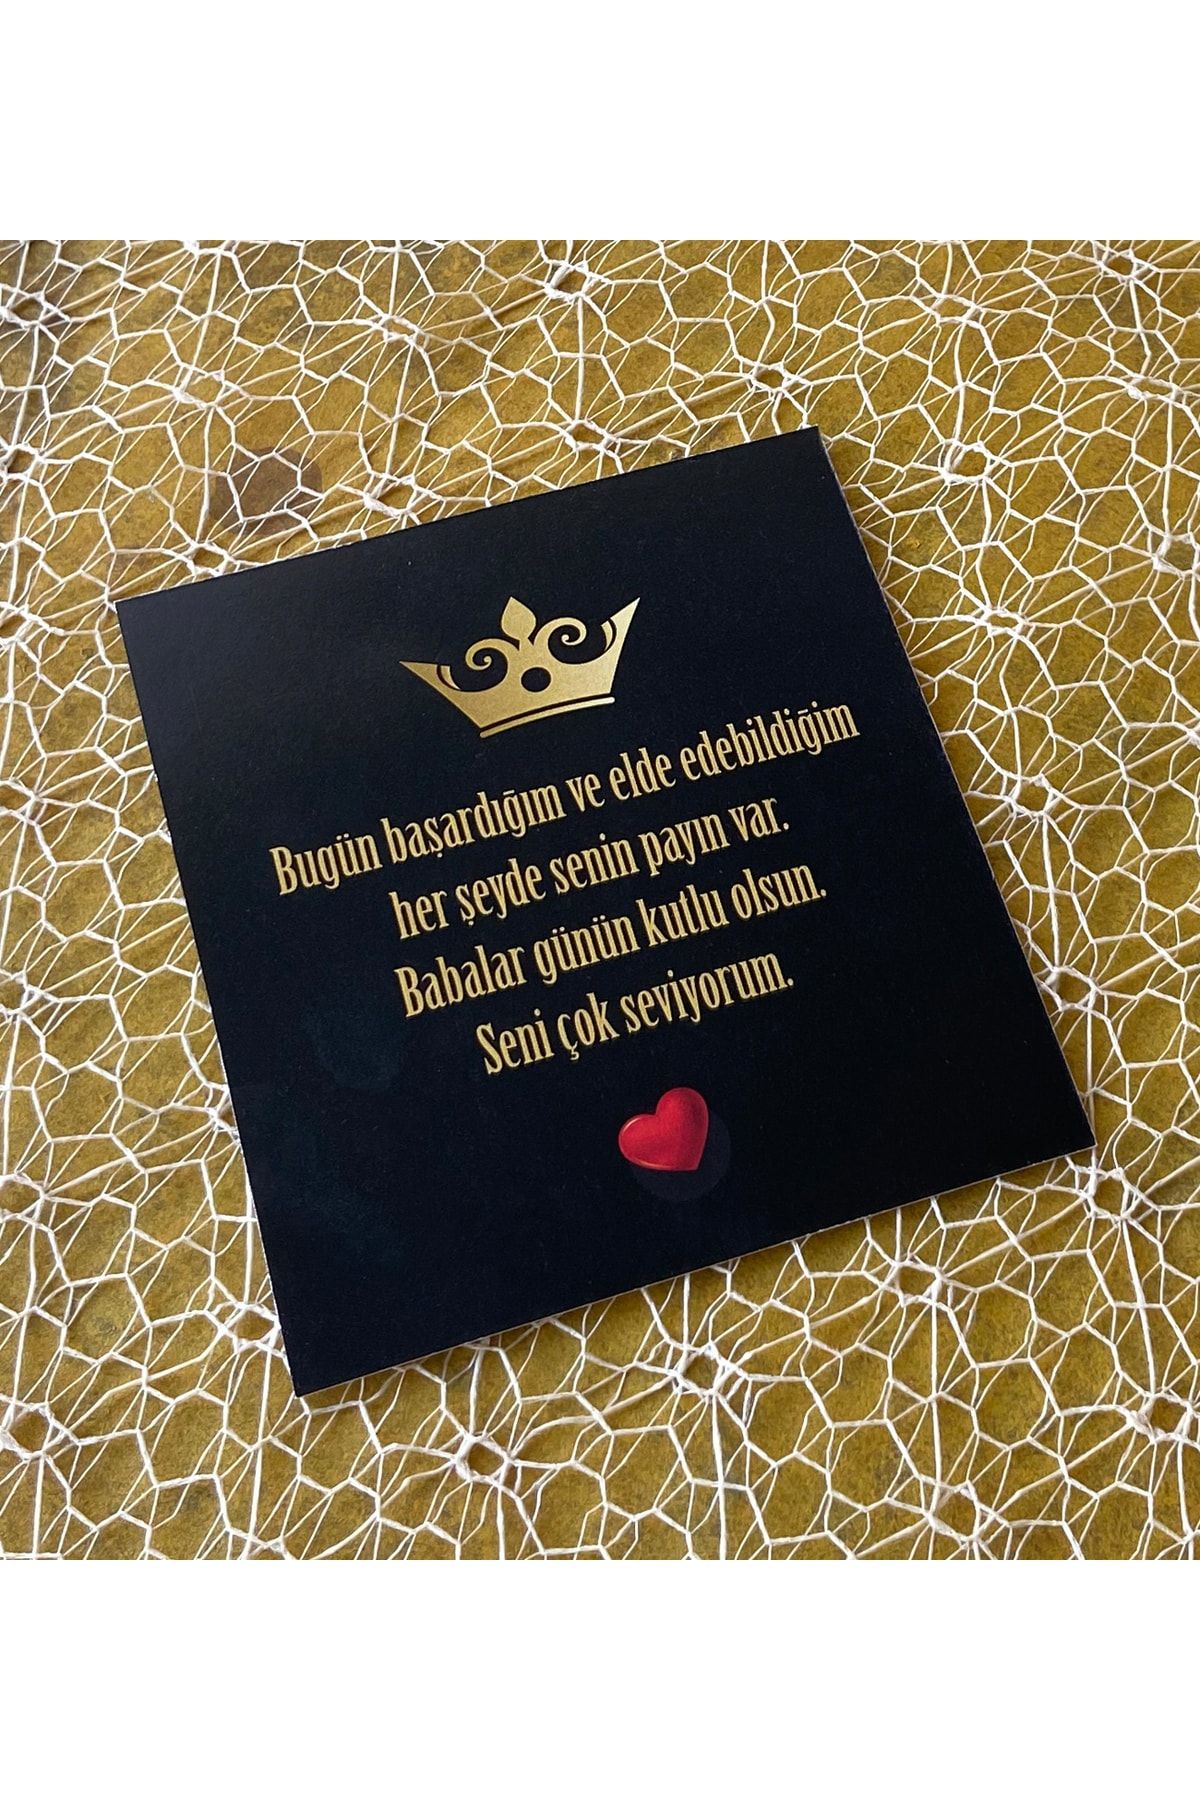 Bugün başardığım ve elde edebildiğim
her şeyde senin payın var.
Babalar günün kutlu olsun.
Seni çok seviyorum.